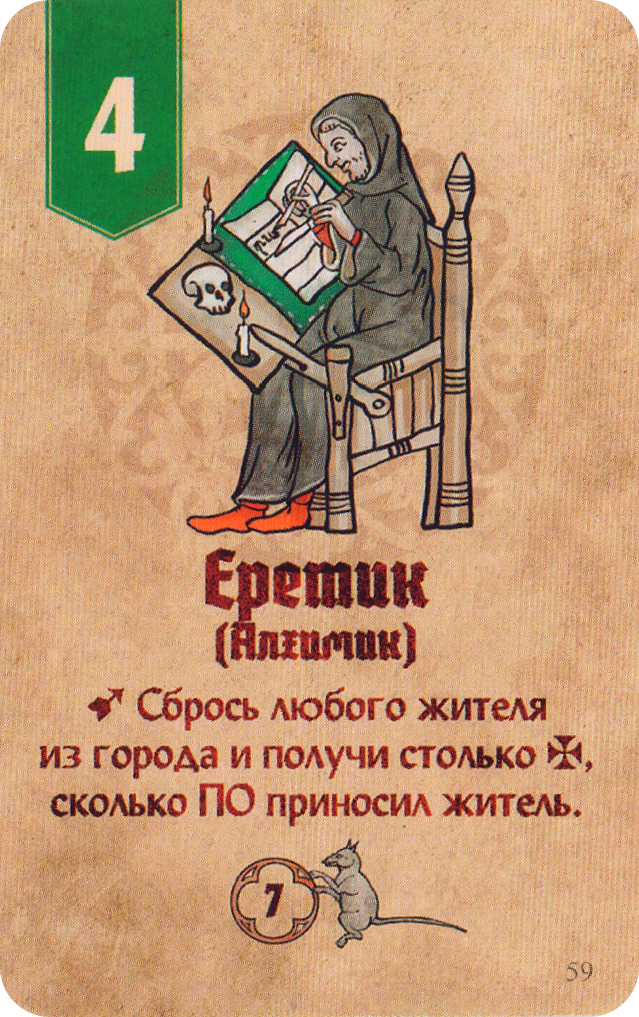 4
Еретик
(Алхимик)
Сбрось любого жителя
из города и получи столько ✠,
сколько ПО приносил житель.
7
59